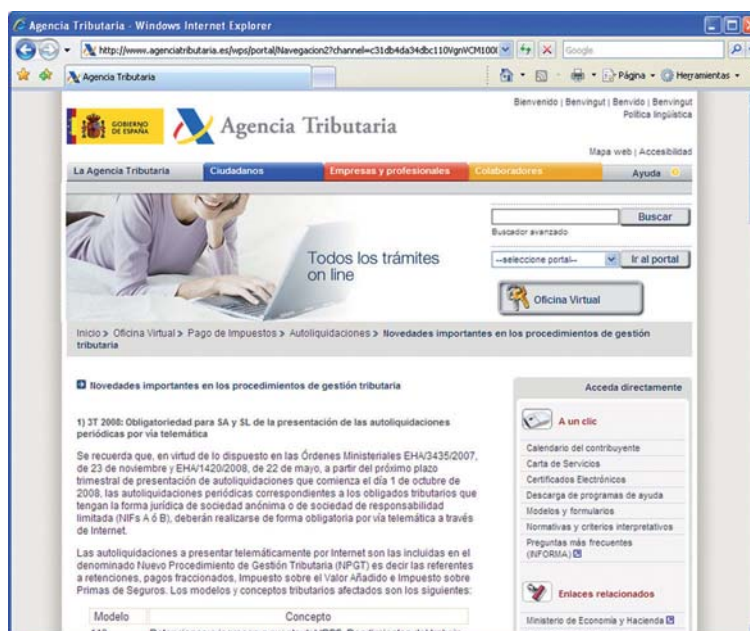 Agencia Tributaria - Windows Internet Explorer
Google
Agencia Tributaria
Página
Herramientas
Bienvenido | Benvingut | Benvido | Benvingut
Política lingüística
GOBIERNO DE ESPAÑA
Agencia Tributaria
Mapa web | Accesibilidad
La Agencia Tributaria
Ciudadanos
Empresas y profesionales
Colaboradores
Ayuda
Buscar
Buscador avanzado
Todos los trámites
on line
--seleccione portal--
Ir al portal
Oficina Virtual
Inicio > Oficina Virtual > Pago de Impuestos > Autoliquidaciones > Novedades importantes en los procedimientos de gestión
tributaria
Novedades importantes en los procedimientos de gestión tributaria
1) 3T 2008: Obligatoriedad para SA y SL de la presentación de las autoliquidaciones
periódicas por vía telemática
Se recuerda que, en virtud de lo dispuesto en las Órdenes Ministeriales EHA/3435/2007,
de 23 de noviembre y EHA/1420/2008, de 22 de mayo, a partir del próximo plazo
trimestral de presentación de autoliquidaciones que comienza el día 1 de octubre de
2008, las autoliquidaciones periódicas correspondientes a los obligados tributarios que
tengan la forma jurídica de sociedad anónima o de sociedad de responsabilidad
limitada (NIFs A ó B), deberán realizarse de forma obligatoria por vía telemática a través
de Internet.
Las autoliquidaciones a presentar telemáticamente por Internet son las incluidas en el
denominado Nuevo Procedimiento de Gestión Tributaria (NPGT) es decir las referentes
a retenciones, pagos fraccionados, Impuesto sobre el Valor Añadido e Impuesto sobre
Primas de Seguros. Los modelos y conceptos tributarios afectados son los siguientes:
Modelo
Concepto
Acceda directamente
A un clic
Calendario del contribuyente
Carta de Servicios
Certificados Electrónicos
Descarga de programas de ayuda
Modelos y formularios
Normativas y criterios interpretativos
Preguntas más frecuentes
(INFORMA)
Enlaces relacionados
Ministerio de Economía y Hacienda